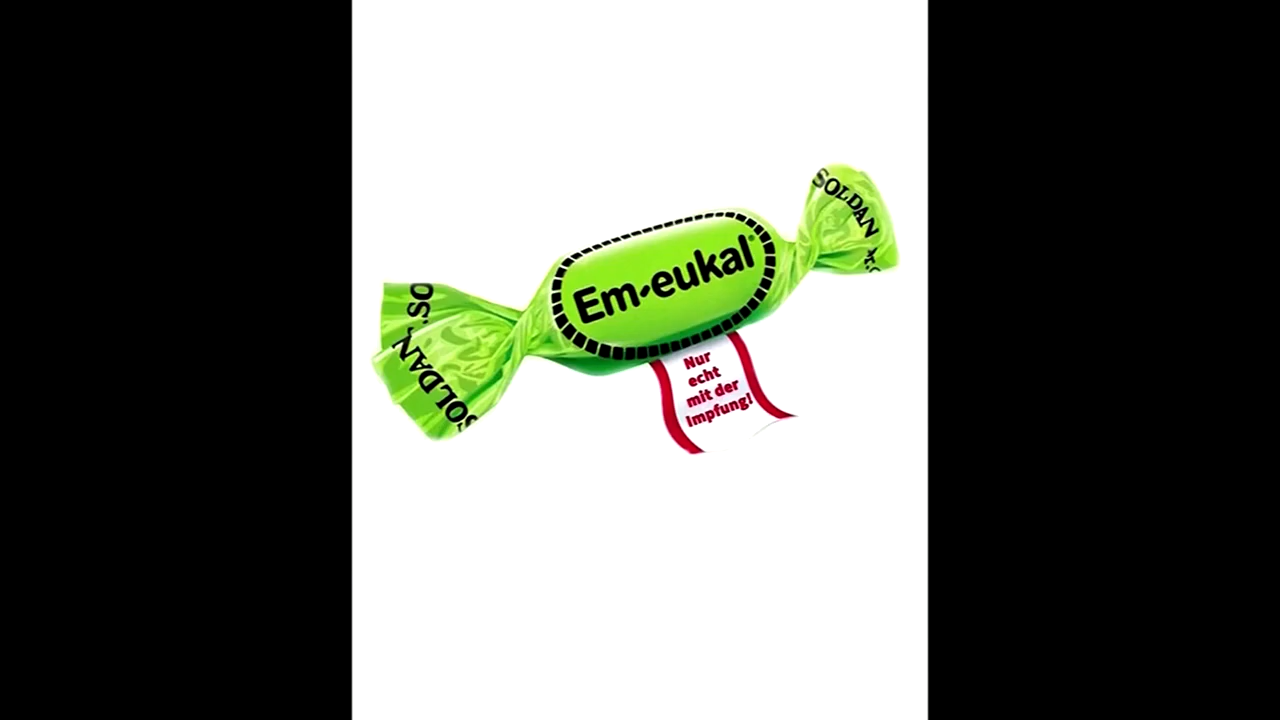 SOLDAN
Em-eukal®
SOLDAN
Nur
echt
mit der
Impfung!